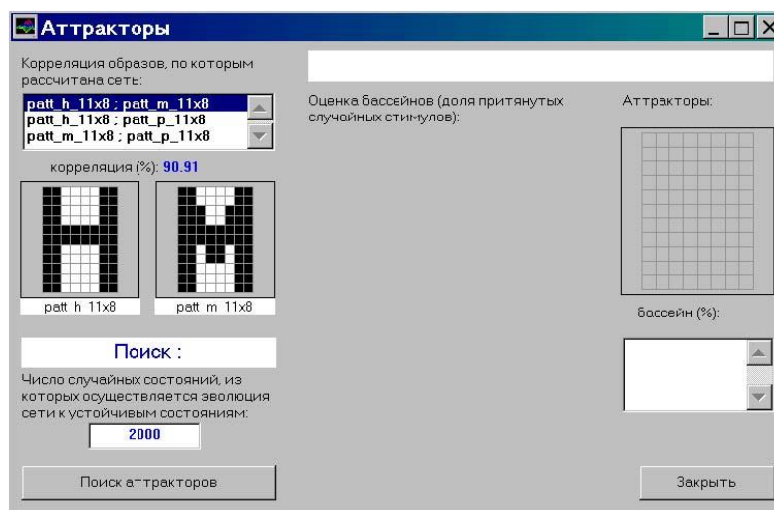 Аттракторы
Корреляция образов, по которым
рассчитана сеть:
patt_h_11x8 ; patt_m_11x8
patt_h_11x8 ; patt_p_11x8
patt_m_11x8 ; patt_p_11x8
корреляция (%): 90.91
patt h 11x8
patt m 11x8
Поиск :
Число случайных состояний, из
которых осуществляется эволюция
сети к устойчивым состояниям:
2000
Поиск аттракторов
Оценка бассейнов (доля притянутых
случайных стимулов):
Аттракторы:
бассейн (%):
Закрыть